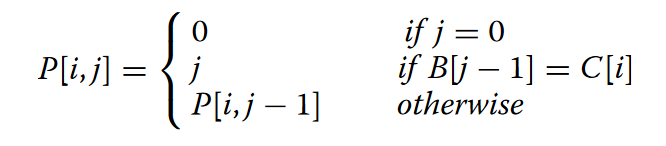 0 if j = 0
P[i,j] = { j if B[j − 1] = C[i]
P[i,j − 1] otherwise